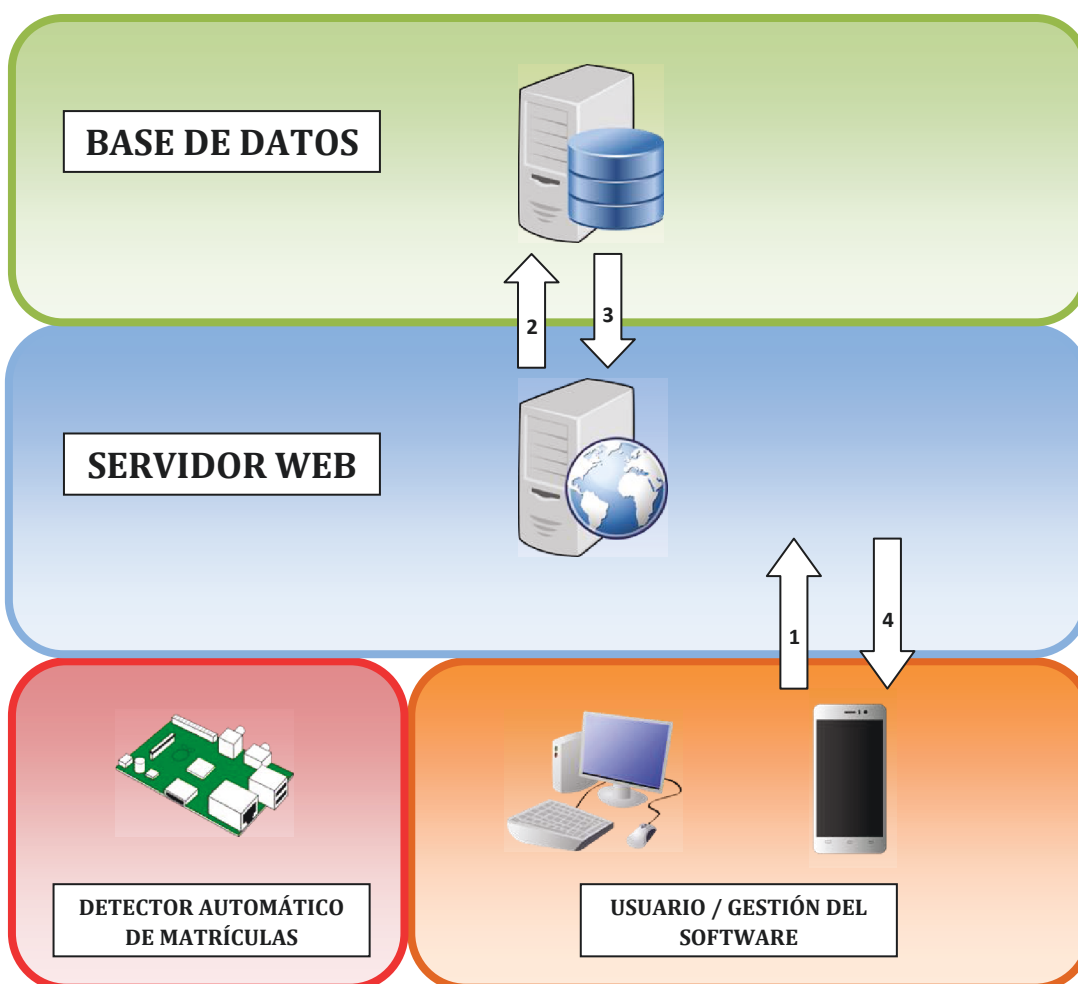 BASE DE DATOS
2
3
SERVIDOR WEB
1
4
DETECTOR AUTOMÁTICO
DE MATRÍCULAS
USUARIO / GESTIÓN DEL
SOFTWARE